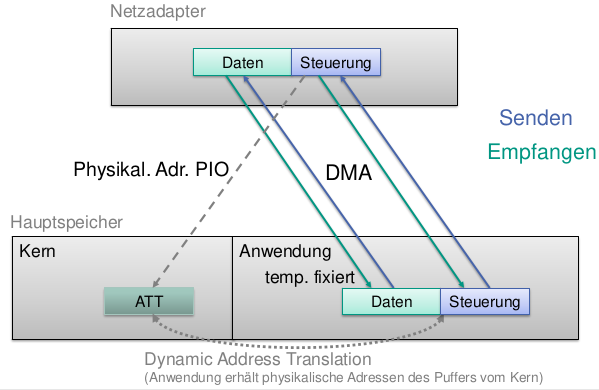 Netzadapter
Daten
Steuerung
Senden
Empfangen
Physikal. Adr. PIO
DMA
Hauptspeicher
Kern
Anwendung
temp. fixiert
ATT
Daten
Steuerung
Dynamic Address Translation
(Anwendung erhält physikalische Adressen des Puffers vom Kern)